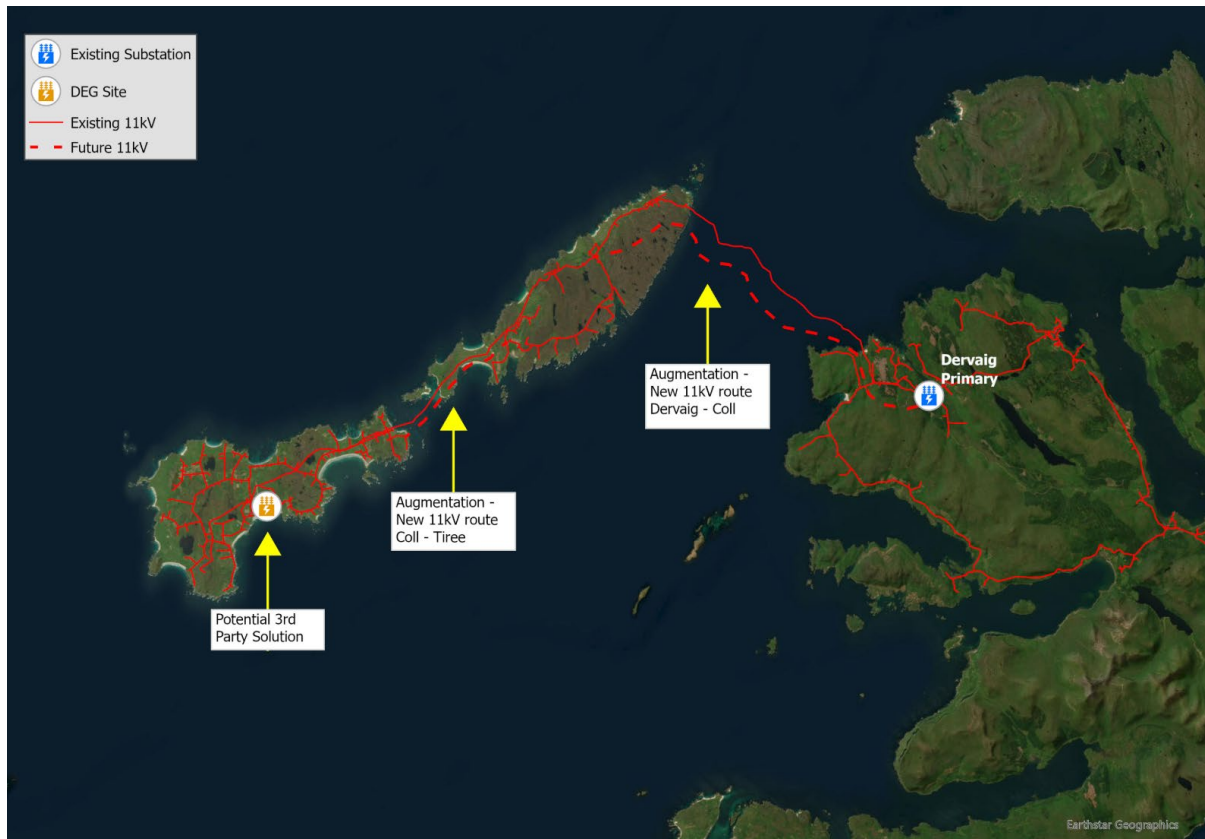 Existing Substation
DEG Site
Existing 11kV
Future 11kV
Dervaig
Primary
Augmentation -
New 11kV route
Dervaig - Coll
Augmentation -
New 11kV route
Coll - Tiree
Potential 3rd
Party Solution
Earthstar Geographics